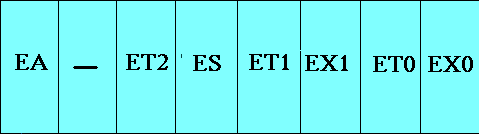 EA — ET2 ES ET1 EX1 ET0 EX0